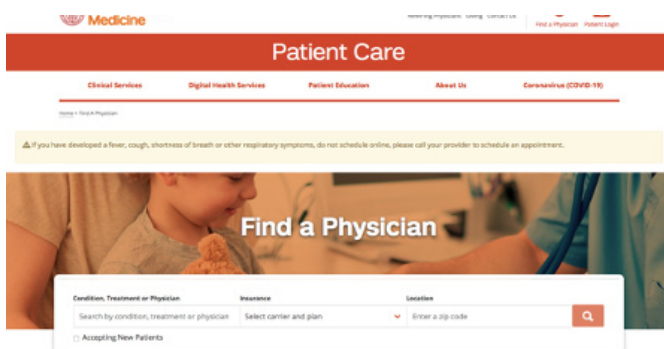 Medicine
Referring Physicians Giving Contact Us
Find a Physician Patient Login
Patient Care
Clinical Services Digital Health Services Patient Education About Us Coronavirus (COVID-19)
Home > Find A Physician
If you have developed a fever, cough, shortness of breath or other respiratory symptoms, do not schedule online, please call your provider to schedule an appointment.
Find a Physician
Condition, Treatment or Physician Insurance Location
Search by condition, treatment or physician Select carrier and plan Enter a zip code
Accepting New Patients